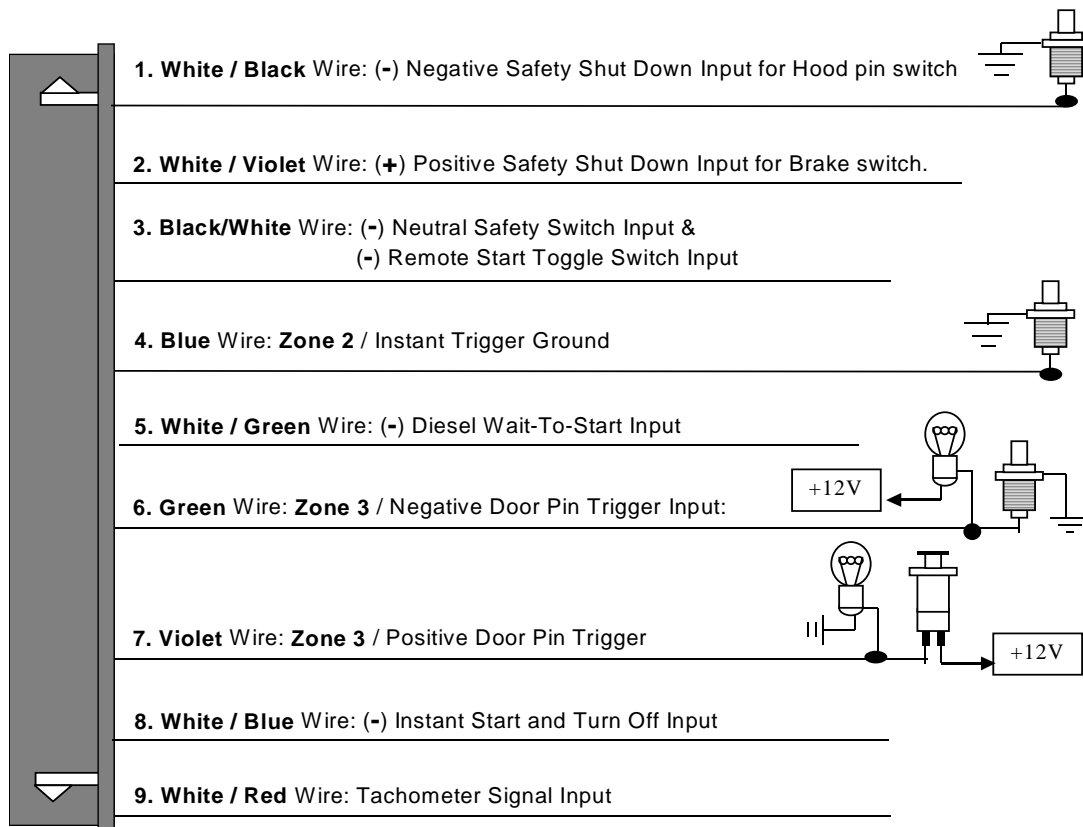 1. White / Black Wire: (-) Negative Safety Shut Down Input for Hood pin switch
2. White / Violet Wire: (+) Positive Safety Shut Down Input for Brake switch.
3. Black/White Wire: (-) Neutral Safety Switch Input &
(-) Remote Start Toggle Switch Input
4. Blue Wire: Zone 2 / Instant Trigger Ground
5. White / Green Wire: (-) Diesel Wait-To-Start Input
+12V
6. Green Wire: Zone 3 / Negative Door Pin Trigger Input:
7. Violet Wire: Zone 3 / Positive Door Pin Trigger
+12V
8. White / Blue Wire: (-) Instant Start and Turn Off Input
9. White / Red Wire: Tachometer Signal Input